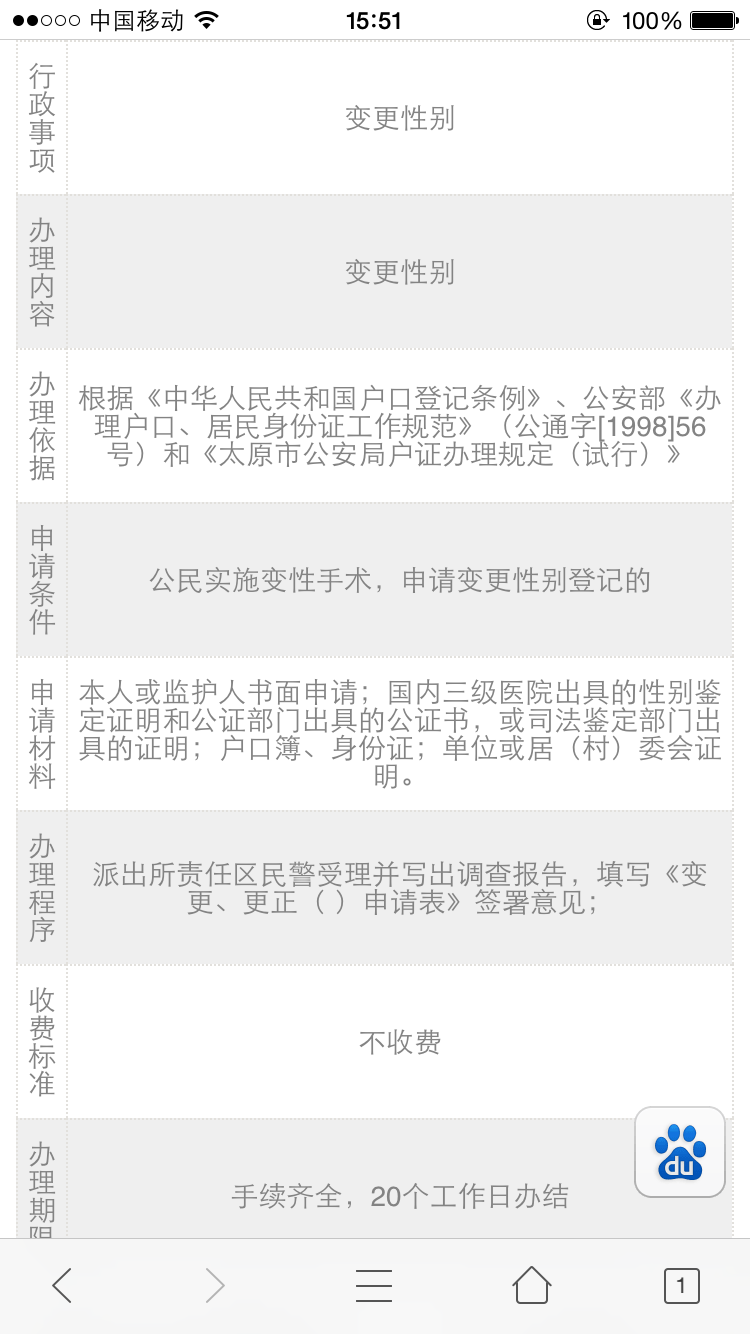 中国移动 15:51 100%
行政事项
变更性别
办理内容
变更性别
办理依据
根据《中华人民共和国户口登记条例》、公安部《办
理户口、居民身份证工作规范》（公通字[1998]56
号）和《太原市公安局户证办理规定（试行）》
申请条件
公民实施变性手术，申请变更性别登记的
申请材料
本人或监护人书面申请；国内三级医院出具的性别鉴
定证明和公证部门出具的公证书，或司法鉴定部门出
具的证明；户口簿、身份证；单位或居（村）委会证
明。
办理程序
派出所责任区民警受理并写出调查报告，填写《变
更、更正（ ）申请表》签署意见；
收费标准
不收费
办理期限
手续齐全，20个工作日办结
du
1